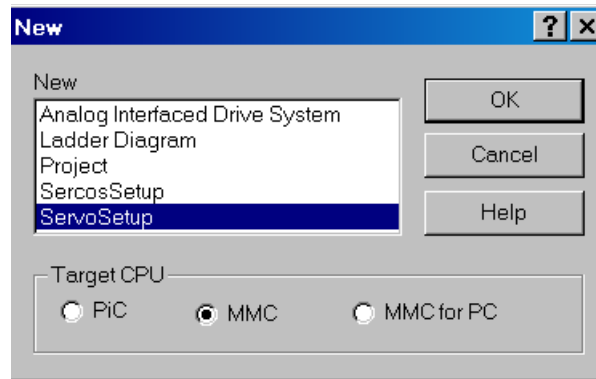 New
New
Analog Interfaced Drive System
Ladder Diagram
Project
SercosSetup
ServoSetup
OK
Cancel
Help
Target CPU
PiC MMC MMC for PC